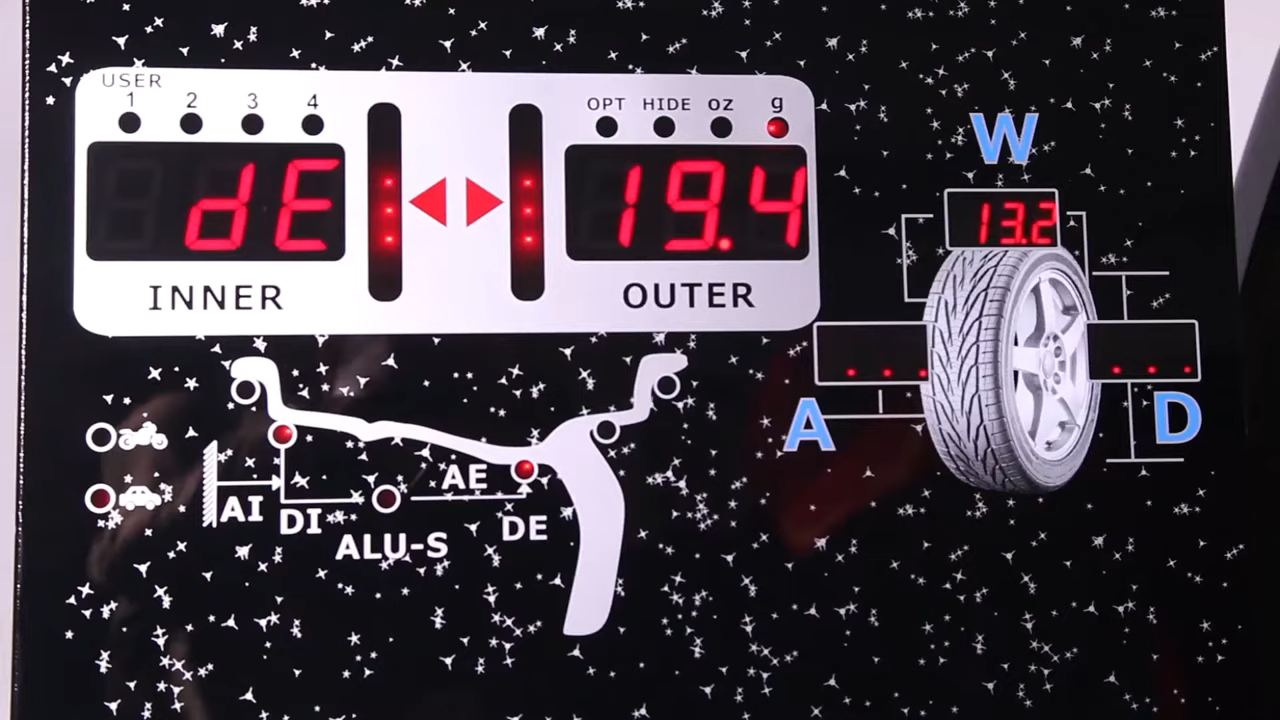 USER
1 2 3 4
OPT HIDE OZ g
dE
19.4
INNER
OUTER
W
13.2
A
D
AI
DI
AE
DE
ALU-S